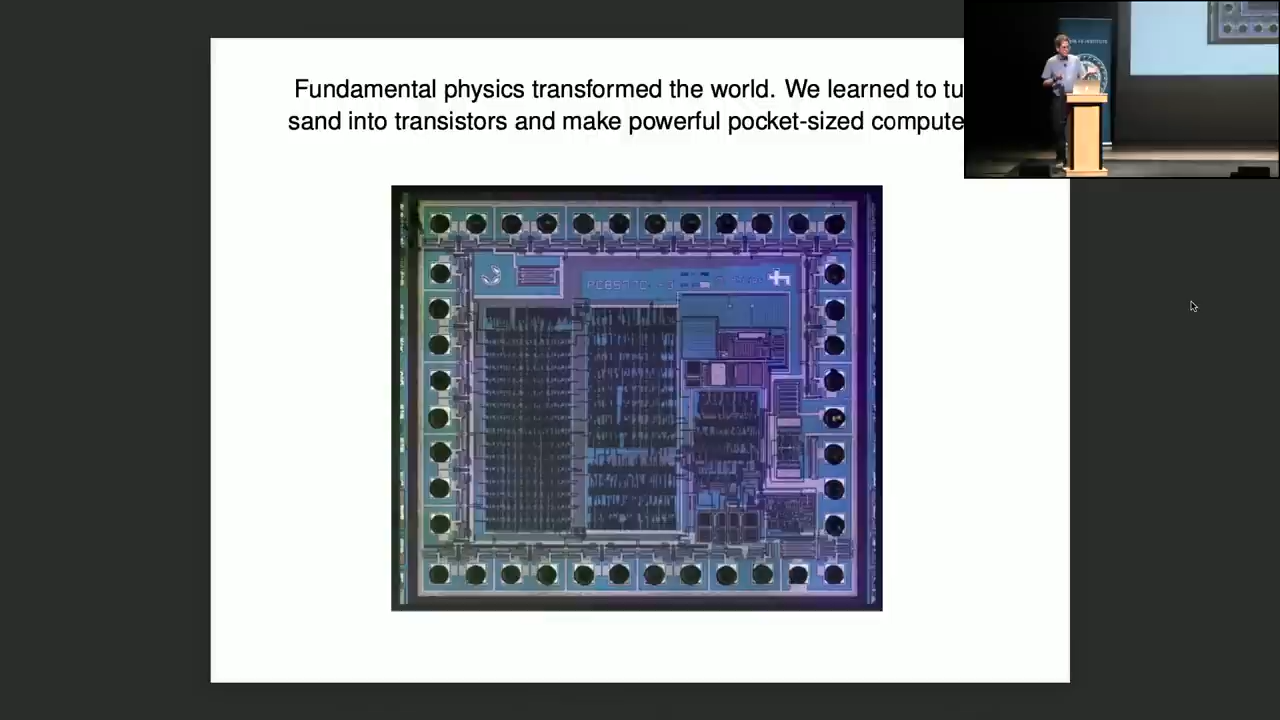 Fundamental physics transformed the world. We learned to tu
sand into transistors and make powerful pocket-sized compute